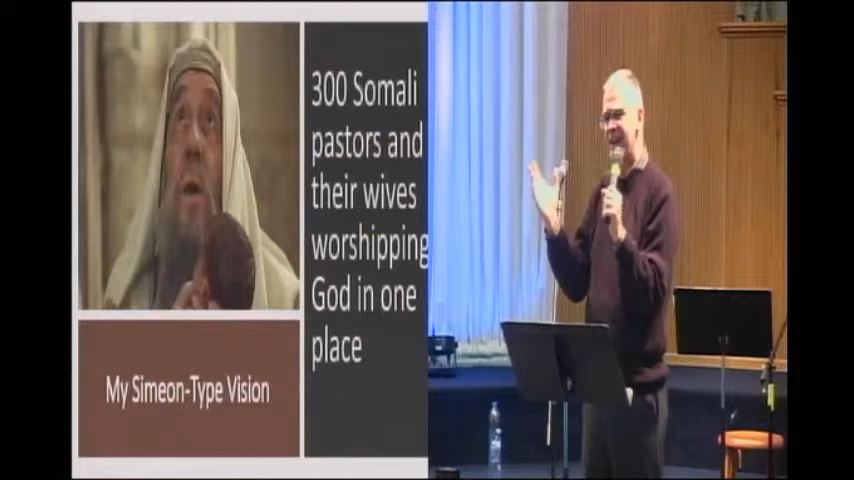 My Simeon-Type Vision
300 Somali
pastors and
their wives
worshipping
God in one
place